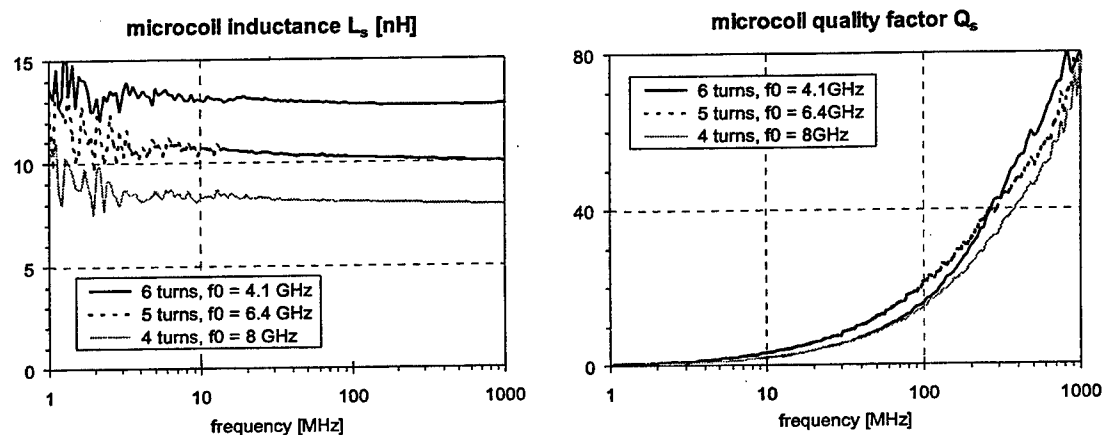 microcoil inductance Ls [nH]
15
10
5
0
6 turns, f0 = 4.1 GHz
5 turns, f0 = 6.4 GHz
4 turns, f0 = 8 GHz
1 10 100 1000
frequency [MHz]
microcoil quality factor Qs
80
40
0
6 turns, f0 = 4.1GHz
5 turns, f0 = 6.4GHz
4 turns, f0 = 8GHz
1 10 100 1000
frequency [MHz]